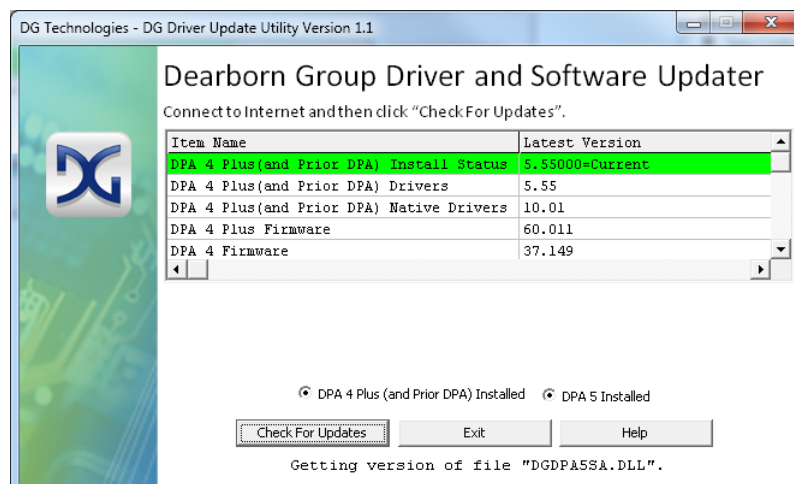 DG Technologies - DG Driver Update Utility Version 1.1
Dearborn Group Driver and Software Updater
Connect to Internet and then click “Check For Updates”.
Item Name Latest Version
DPA 4 Plus(and Prior DPA) Install Status 5.55000=Current
DPA 4 Plus(and Prior DPA) Drivers 5.55
DPA 4 Plus(and Prior DPA) Native Drivers 10.01
DPA 4 Plus Firmware 60.011
DPA 4 Firmware 37.149
DG
DPA 4 Plus (and Prior DPA) Installed DPA 5 Installed
Check For Updates Exit Help
Getting version of file "DGDPA5SA.DLL".